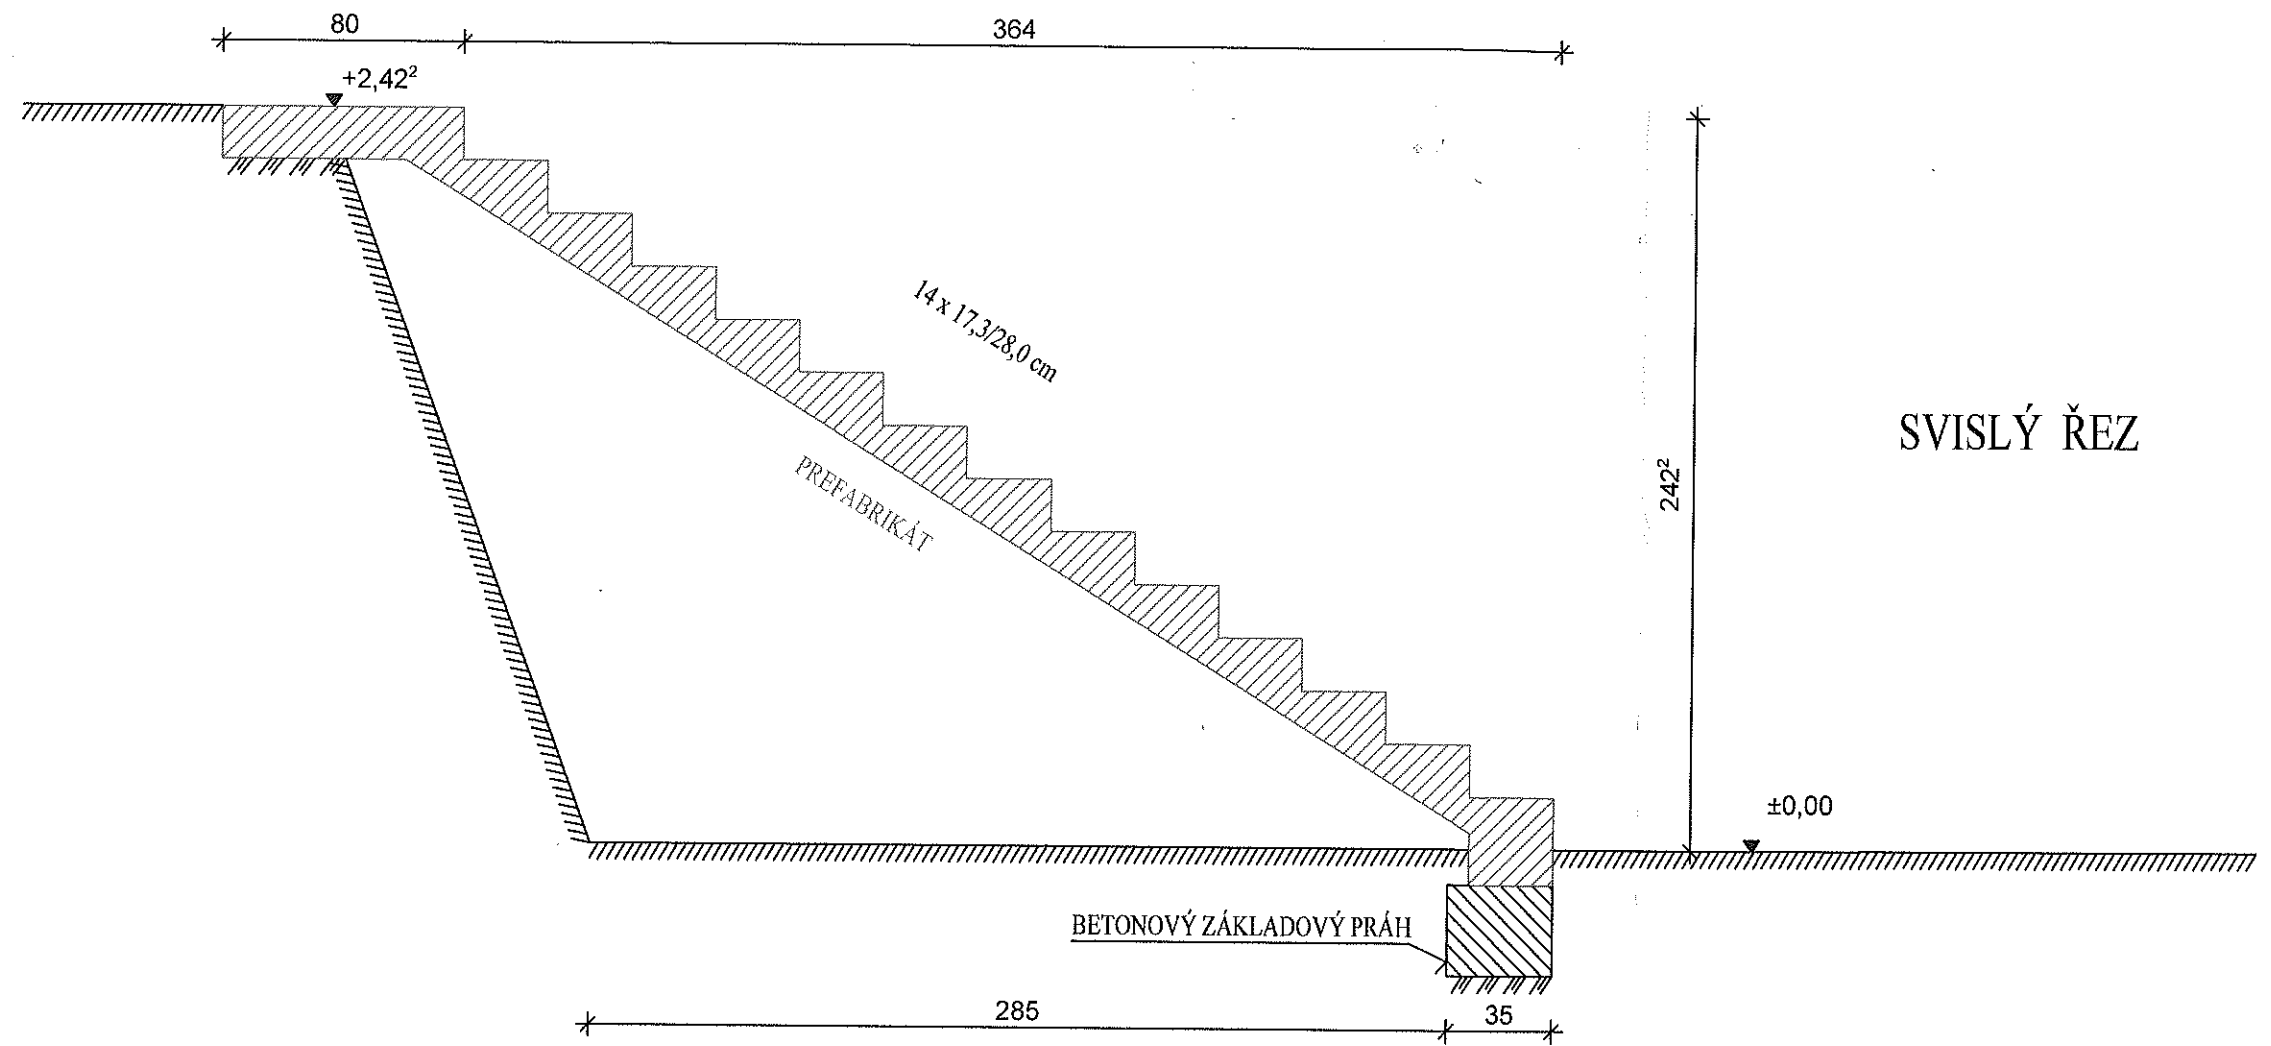 80
364
+2,42²
14 x 17,3/28,0 cm
PREFABRIKÁT
SVISLÝ ŘEZ
242²
±0,00
BETONOVÝ ZÁKLADOVÝ PRÁH
285
35